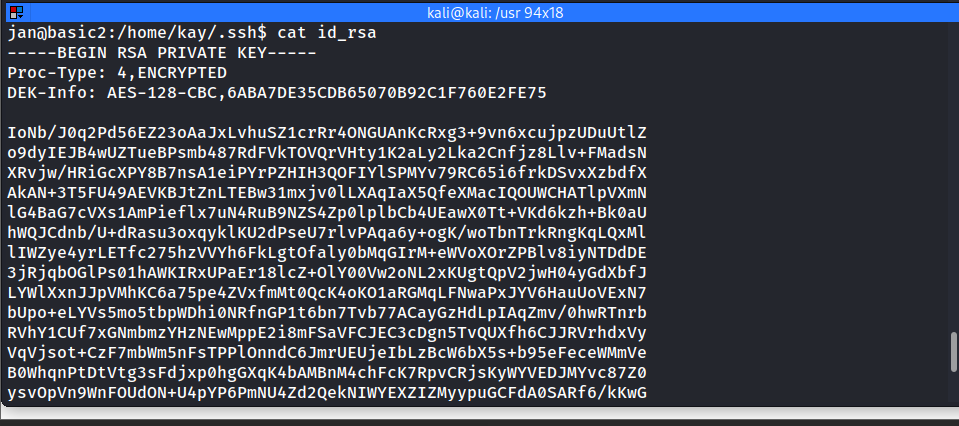 kali@kali: /usr 94x18
jan@basic2:/home/kay/.ssh$ cat id_rsa
-----BEGIN RSA PRIVATE KEY-----
Proc-Type: 4,ENCRYPTED
DEK-Info: AES-128-CBC,6ABA7DE35CDB65070B92C1F760E2FE75
IoNb/J0q2Pd56EZ23oAaJxLvhuSZ1crRr4ONGUAnKcRxg3+9vn6xcujpzUDuUtlZ
o9dyIEJB4wUZTueBPsmb487RdFVkTOVQrVHty1K2aLy2Lka2Cnfjz8Llv+FMadsN
XRvjw/HRiGcXPY8B7nsA1eiPYrPZHIH3QOFIYlSPMYv79RC65i6frkDSvxXzbdfX
AkAN+3T5FU49AEVKBJtZnLTEBw31mxjv0lLXAqIaX5QfeXMacIQOUWCHATlpVXmN
lG4BaG7cVXs1AmPieflx7uN4RuB9NZS4Zp0lplbCb4UEawX0Tt+VKd6kzh+Bk0aU
hWQJCdnb/U+dRasu3oxqyklKU2dPseU7rlvPAqa6y+ogK/woTbnTrkRngKqLQxMl
lIWZye4yrLETfc275hzVVYh6FkLgtOfaly0bMqGIrM+eWVoXOrZPBlv8iyNTDdDE
3jRjqbOGlPs01hAWKIRxUPaEr18lcZ+OlY00Vw2oNL2xKUgtQpV2jwH04yGdXbfJ
LYWlXxnJJpVMhKC6a75pe4ZVxfmMt0QcK4oKO1aRGMqLFNwaPxJYV6HauUoVExN7
bUpo+eLYVs5mo5tbpWDhi0NRfnGP1t6bn7Tvb77ACayGzHdLpIAqZmv/0hwRTnrb
RVhY1CUf7xGNmbmzYHzNEwMppE2i8mFSaVFCJEC3cDgn5TvQUXfh6CJJRVrhdxVy
VqVjsot+CzF7mbWm5nFsTPPlOnndC6JmrUEUjeIbLzBcW6bX5s+b95eFeceWMmVe
B0WhqnPtDtVtg3sFdjxp0hgGXqK4bAMBnM4chFcK7RpvCRjsKyWYVEDJMYvc87Z0
ysvOpVn9WnFOUdON+U4pYP6PmNU4Zd2QekNIWYEXZIZMyypuGCFdA0SARf6/kKwG